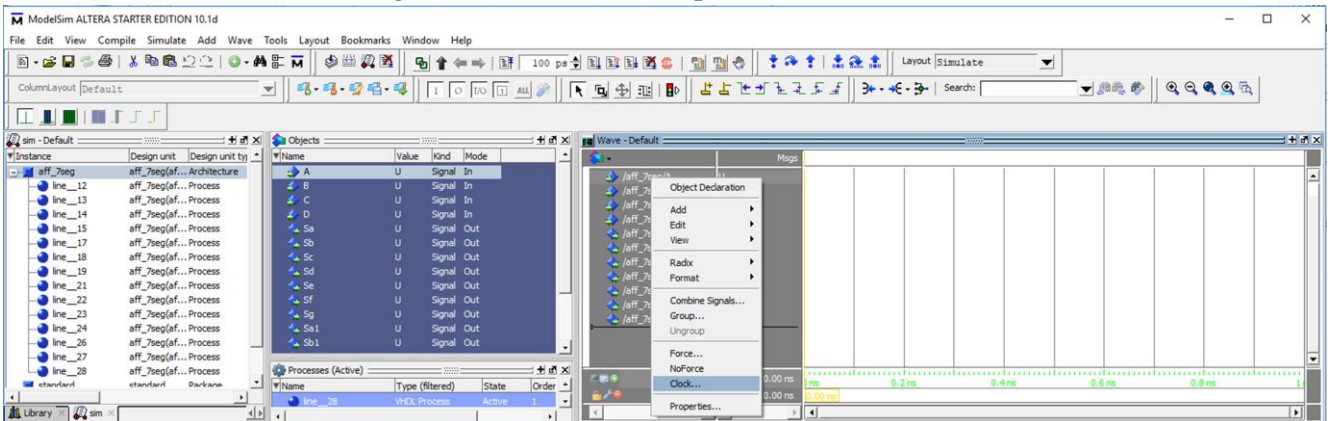 ModelSim ALTERA STARTER EDITION 10.1d
File Edit View Compile Simulate Add Wave Tools Layout Bookmarks Window Help
100 ps
Layout Simulate
ColumnLayout Default
Search:
sim - Default
Instance Design unit Design unit ty
aff_7seg aff_7seg(af... Architecture
line__12 aff_7seg(af... Process
line__13 aff_7seg(af... Process
line__14 aff_7seg(af... Process
line__15 aff_7seg(af... Process
line__17 aff_7seg(af... Process
line__18 aff_7seg(af... Process
line__19 aff_7seg(af... Process
line__21 aff_7seg(af... Process
line__22 aff_7seg(af... Process
line__23 aff_7seg(af... Process
line__24 aff_7seg(af... Process
line__26 aff_7seg(af... Process
line__27 aff_7seg(af... Process
line__28 aff_7seg(af... Process
standard standard Package
Library sim
Objects
Name Value Kind Mode
A U Signal In
B U Signal In
C U Signal In
D U Signal In
Sa U Signal Out
Sb U Signal Out
Sc U Signal Out
Sd U Signal Out
Se U Signal Out
Sf U Signal Out
Sg U Signal Out
Sa1 U Signal Out
Sb1 U Signal Out
Processes (Active)
Name Type (filtered) State Order
line__28 VHDL Process Active 1
Wave - Default
Msgs
/aff_7seg/A U
Object Declaration
Add
Edit
View
Radix
Format
Combine Signals...
Group...
Ungroup
Force...
NoForce
Clock...
Properties...
0.00 ns
0.00 ns
0.2 ns 0.4 ns 0.6 ns 0.8 ns
0.00 ns